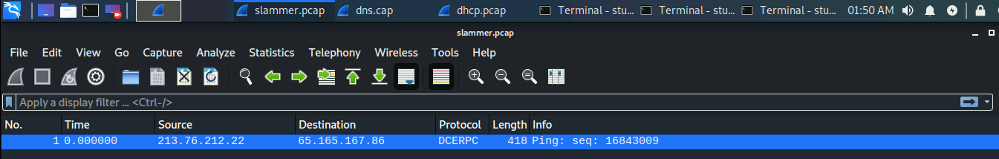 slammer.pcap dns.cap dhcp.pcap Terminal - stu... Terminal - stu... Terminal - stu... 01:50 AM
slammer.pcap
File Edit View Go Capture Analyze Statistics Telephony Wireless Tools Help
Apply a display filter ... <Ctrl-/>
No. Time Source Destination Protocol Length Info
1 0.000000 213.76.212.22 65.165.167.86 DCERPC 418 Ping: seq: 16843009